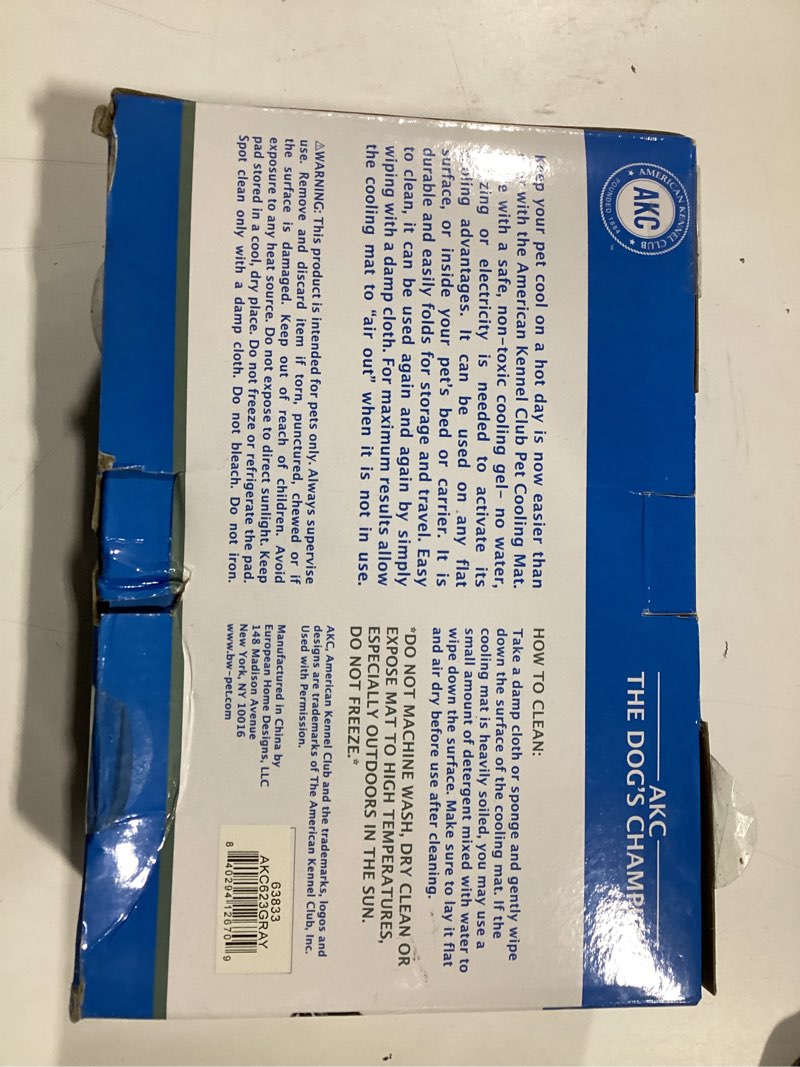 AMERICAN KENNEL CLUB
AKC
FOUNDED 1884
AKC
THE DOG'S CHAMP
Keep your pet cool on a hot day is now easier than
with the American Kennel Club Pet Cooling Mat.
with a safe, non-toxic cooling gel- no water,
or electricity is needed to activate its
advantages. It can be used on any flat
surface, or inside your pet's bed or carrier. It is
durable and easily folds for storage and travel. Easy
to clean, it can be used again and again by simply
wiping with a damp cloth. For maximum results allow
the cooling mat to "air out" when it is not in use.
⚠WARNING: This product is intended for pets only. Always supervise
use. Remove and discard item if torn, punctured, chewed or if
the surface is damaged. Keep out of reach of children. Avoid
exposure to any heat source. Do not expose to direct sunlight. Keep
pad stored in a cool, dry place. Do not freeze or refrigerate the pad.
Spot clean only with a damp cloth. Do not bleach. Do not iron.
HOW TO CLEAN:
Take a damp cloth or sponge and gently wipe
down the surface of the cooling mat. If the
cooling mat is heavily soiled, you may use a
small amount of detergent mixed with water to
wipe down the surface. Make sure to lay it flat
and air dry before use after cleaning.
*DO NOT MACHINE WASH, DRY CLEAN OR
EXPOSE MAT TO HIGH TEMPERATURES,
ESPECIALLY OUTDOORS IN THE SUN.
DO NOT FREEZE.*
AKC, American Kennel Club and the trademarks, logos and
designs are trademarks of The American Kennel Club, Inc.
Used with Permission.
Manufactured in China by
European Home Designs, LLC
148 Madison Avenue
New York, NY 10016
www.bw-pet.com
63833
AKC623GRAY
8 40294 12670 9